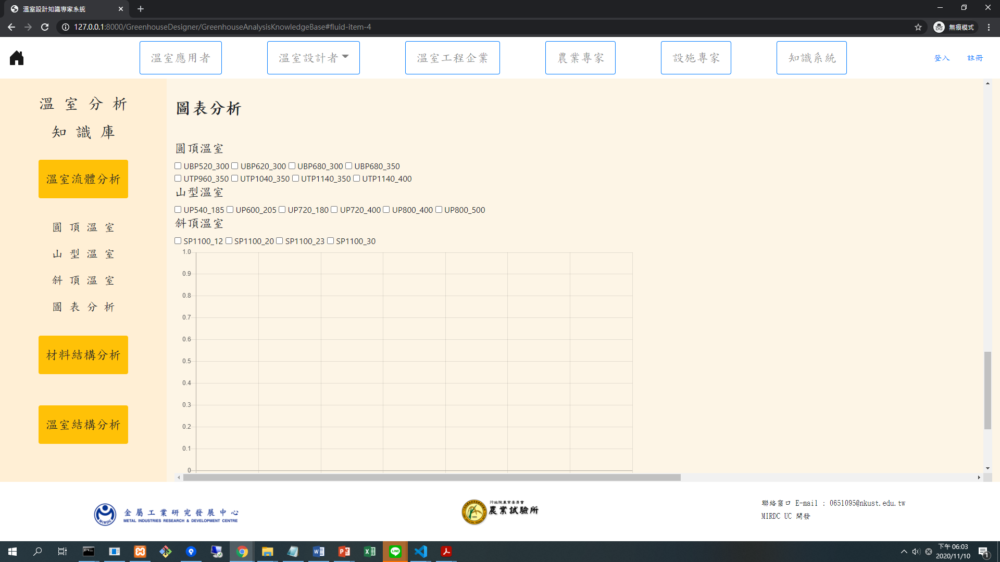 溫室設計知識專家系統
127.0.0.1:8000/GreenhouseDesigner/GreenhouseAnalysisKnowledgeBase#fluid-item-4
無痕模式
溫室應用者
溫室設計者
溫室工程企業
農業專家
設施專家
知識系統
登入
註冊
溫室分析
知識庫
溫室流體分析
圓頂溫室
山型溫室
斜頂溫室
圖表分析
材料結構分析
溫室結構分析
圖表分析
圓頂溫室
UBP520_300 UBP620_300 UBP680_300 UBP680_350
UTP960_350 UTP1040_350 UTP1140_350 UTP1140_400
山型溫室
UP540_185 UP600_205 UP720_180 UP720_400 UP800_400 UP800_500
斜頂溫室
SP1100_12 SP1100_20 SP1100_23 SP1100_30
1.0
0.9
0.8
0.7
0.6
0.5
0.4
0.3
0.2
0.1
0
MIRDC
金屬工業研究發展中心
METAL INDUSTRIES RESEARCH & DEVELOPMENT CENTRE
行政院農業委員會
農業試驗所
聯絡窗口 E-mail : 0651095@nkust.edu.tw
MIRDC UC 開發
LINE
下午 06:03
2020/11/10
1